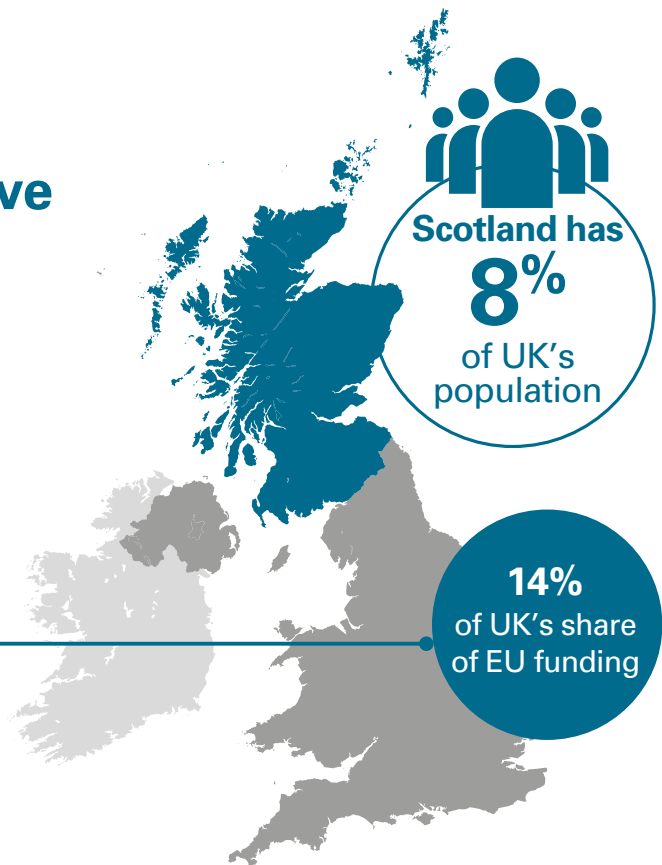 ve
Scotland has
8%
of UK's
population
14%
of UK's share
of EU funding